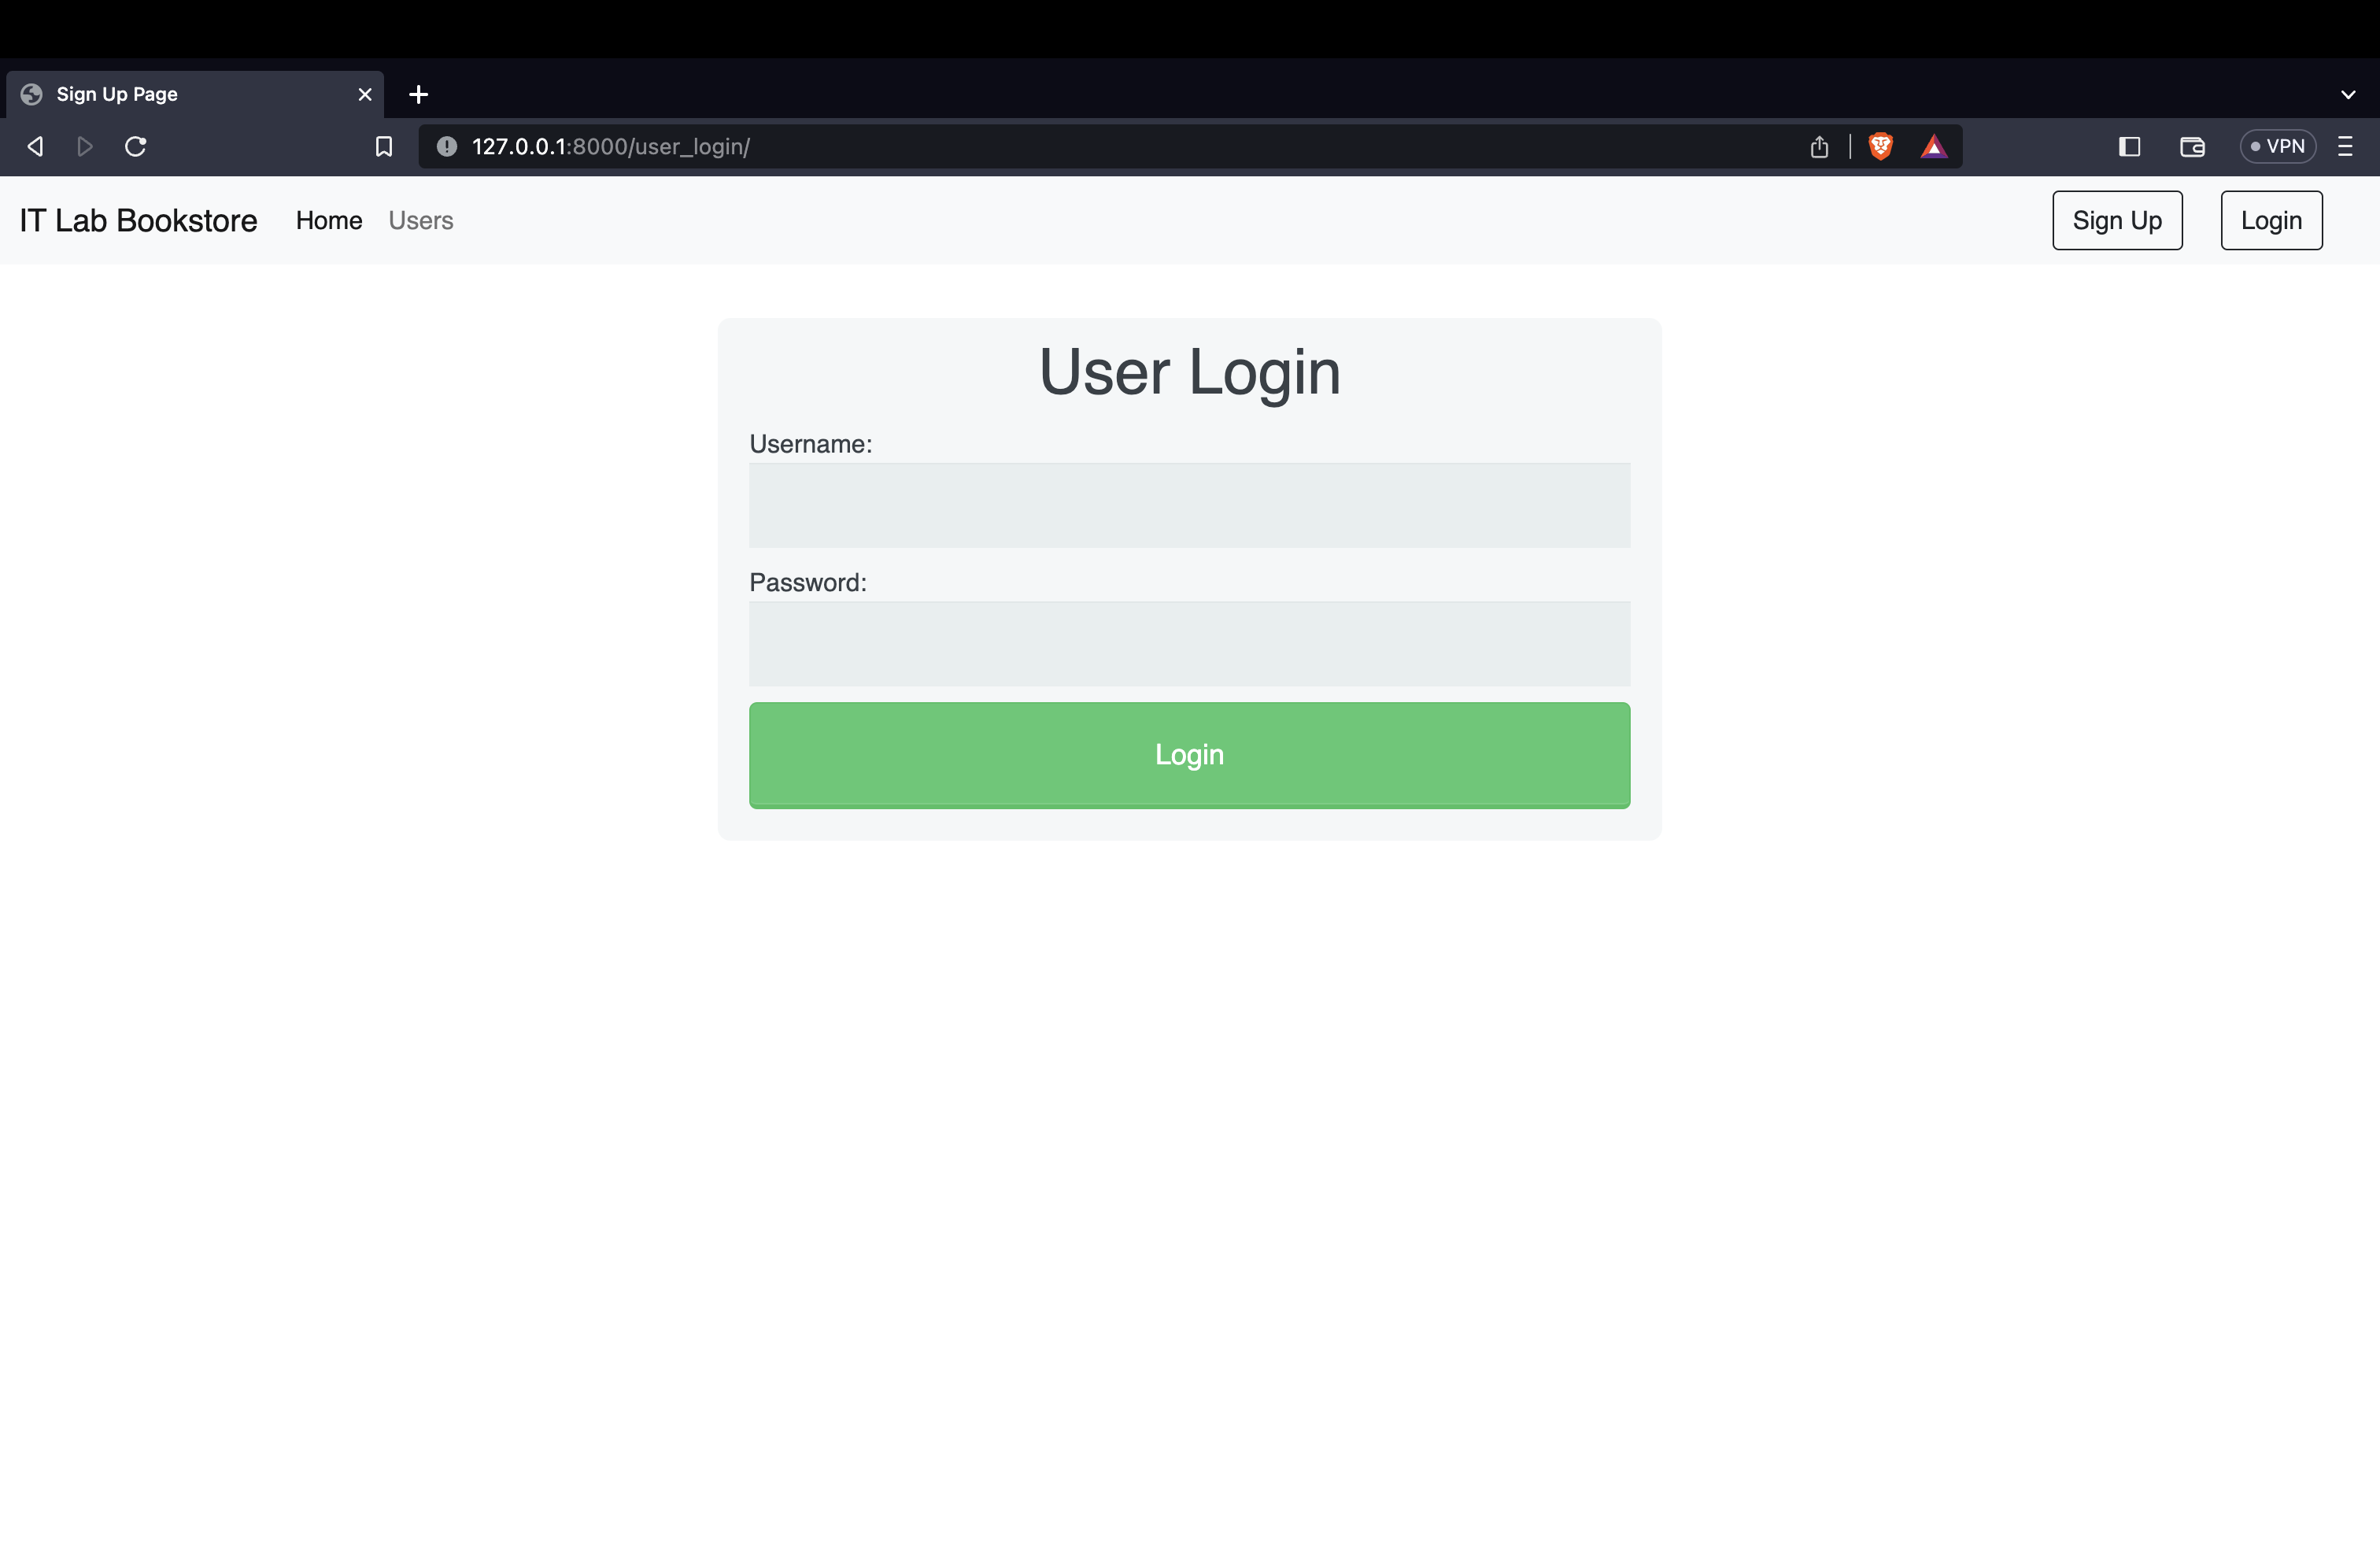 Sign Up Page
127.0.0.1:8000/user_login/
VPN
IT Lab Bookstore Home Users Sign Up Login
User Login
Username:
Password:
Login